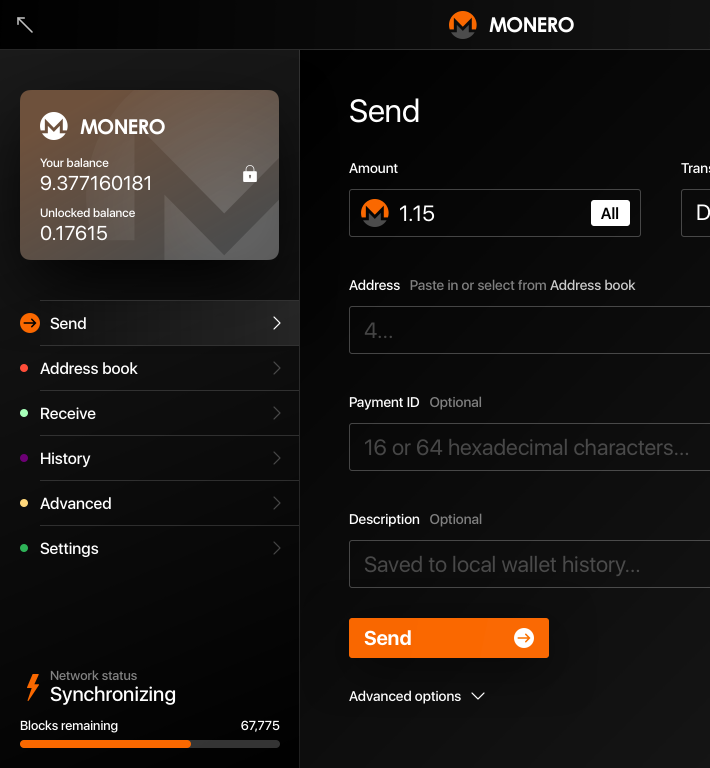 MONERO
MONERO
Your balance
9.377160181
Unlocked balance
0.17615
Send
Address book
Receive
History
Advanced
Settings
Network status
Synchronizing
Blocks remaining 67,775
Send
Amount
1.15 All
Address Paste in or select from Address book
4...
Payment ID Optional
16 or 64 hexadecimal characters...
Description Optional
Saved to local wallet history...
Send
Advanced options